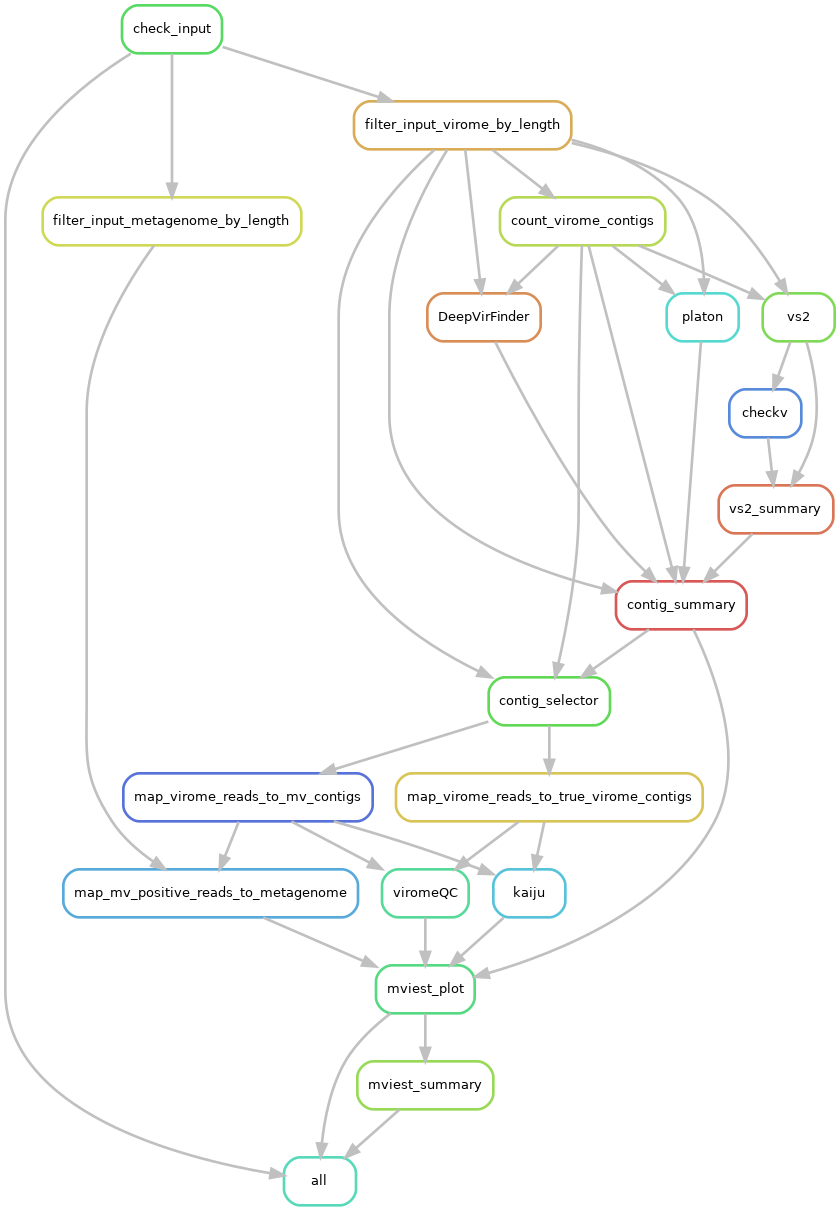 check_input
filter_input_virome_by_length
filter_input_metagenome_by_length
count_virome_contigs
DeepVirFinder
platon
vs2
checkv
vs2_summary
contig_summary
contig_selector
map_virome_reads_to_mv_contigs
map_virome_reads_to_true_virome_contigs
map_mv_positive_reads_to_metagenome
viromeQC
kaiju
mviest_plot
mviest_summary
all